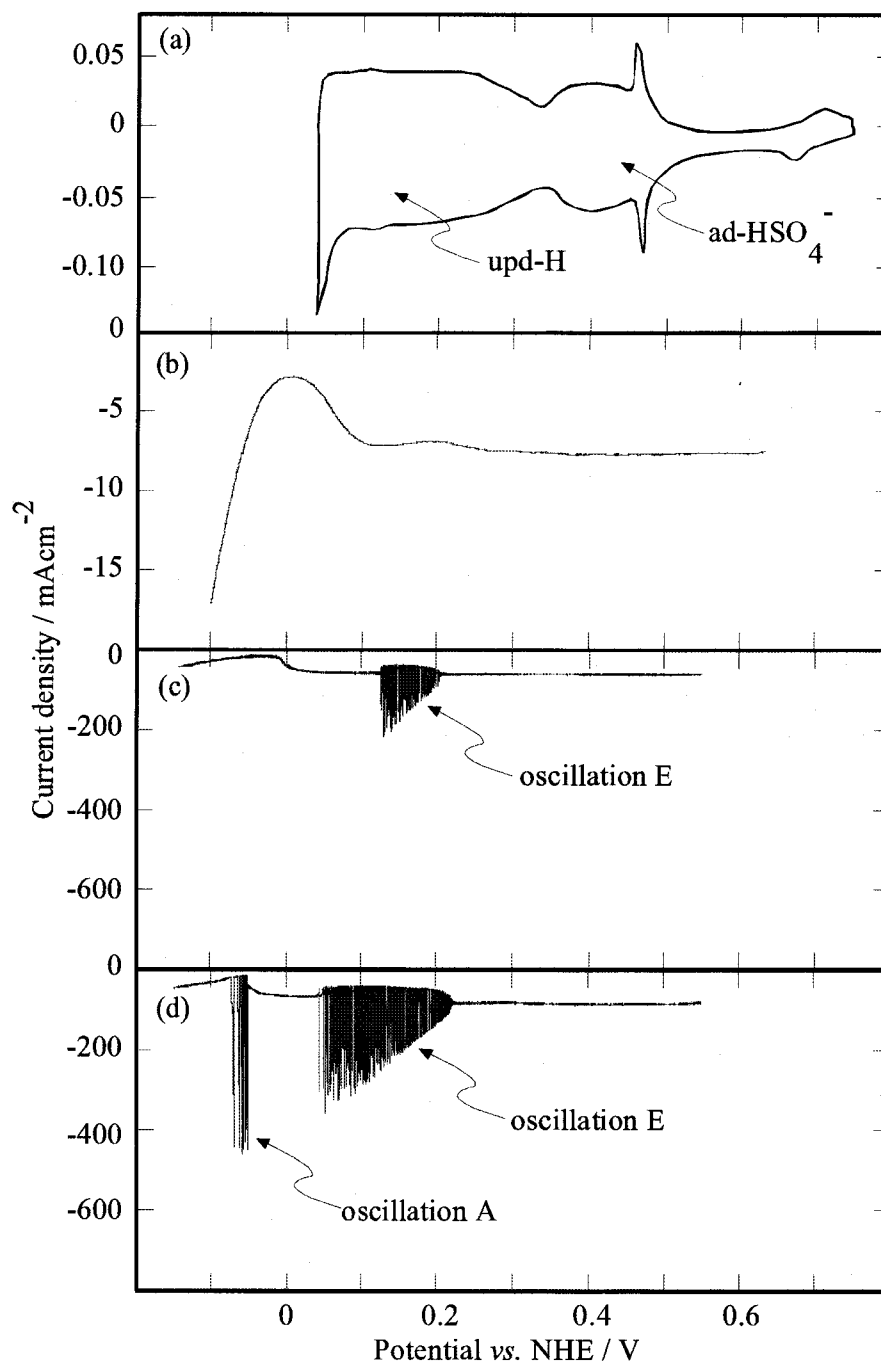 (a)
0.05
0
-0.05
-0.10
upd-H
ad-HSO4-
0
(b)
-5
-10
-15
Current density / mAcm-2
0
(c)
-200
-400
-600
oscillation E
0
(d)
-200
-400
-600
oscillation E
oscillation A
0 0.2 0.4 0.6
Potential vs. NHE / V